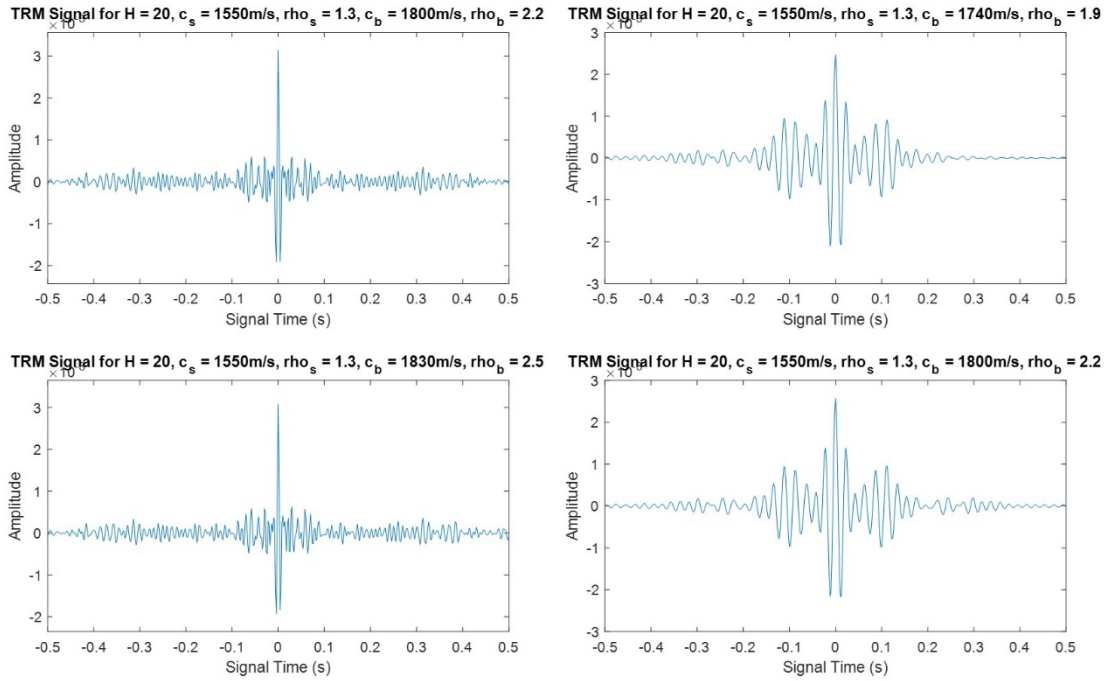 TRM Signal for H = 20, c_s = 1550m/s, rho_s = 1.3, c_b = 1800m/s, rho_b = 2.2
3
2
1
0
-1
-2
Amplitude
-0.5 -0.4 -0.3 -0.2 -0.1 0 0.1 0.2 0.3 0.4 0.5
Signal Time (s)
TRM Signal for H = 20, c_s = 1550m/s, rho_s = 1.3, c_b = 1740m/s, rho_b = 1.9
3
2
1
0
-1
-2
-3
Amplitude
-0.5 -0.4 -0.3 -0.2 -0.1 0 0.1 0.2 0.3 0.4 0.5
Signal Time (s)
TRM Signal for H = 20, c_s = 1550m/s, rho_s = 1.3, c_b = 1830m/s, rho_b = 2.5
3
2
1
0
-1
-2
Amplitude
-0.5 -0.4 -0.3 -0.2 -0.1 0 0.1 0.2 0.3 0.4 0.5
Signal Time (s)
TRM Signal for H = 20, c_s = 1550m/s, rho_s = 1.3, c_b = 1800m/s, rho_b = 2.2
3
2
1
0
-1
-2
-3
Amplitude
-0.5 -0.4 -0.3 -0.2 -0.1 0 0.1 0.2 0.3 0.4 0.5
Signal Time (s)